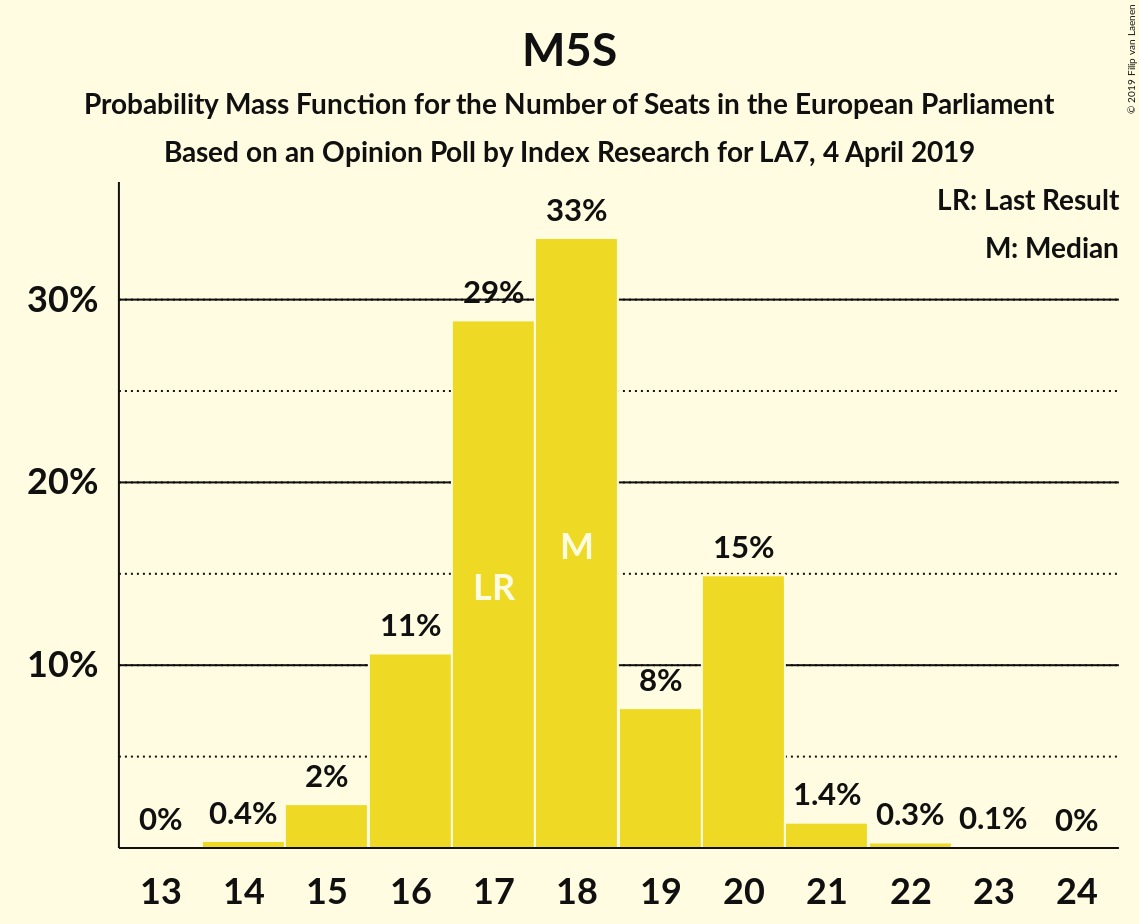 M5S
Probability Mass Function for the Number of Seats in the European Parliament
Based on an Opinion Poll by Index Research for LA7, 4 April 2019
© 2019 Filip van Laenen
LR: Last Result
M: Median
30%
20%
10%
0%
0.4%
2%
11%
29%
33%
8%
15%
1.4%
0.3%
0.1%
0%
LR
M
13 14 15 16 17 18 19 20 21 22 23 24